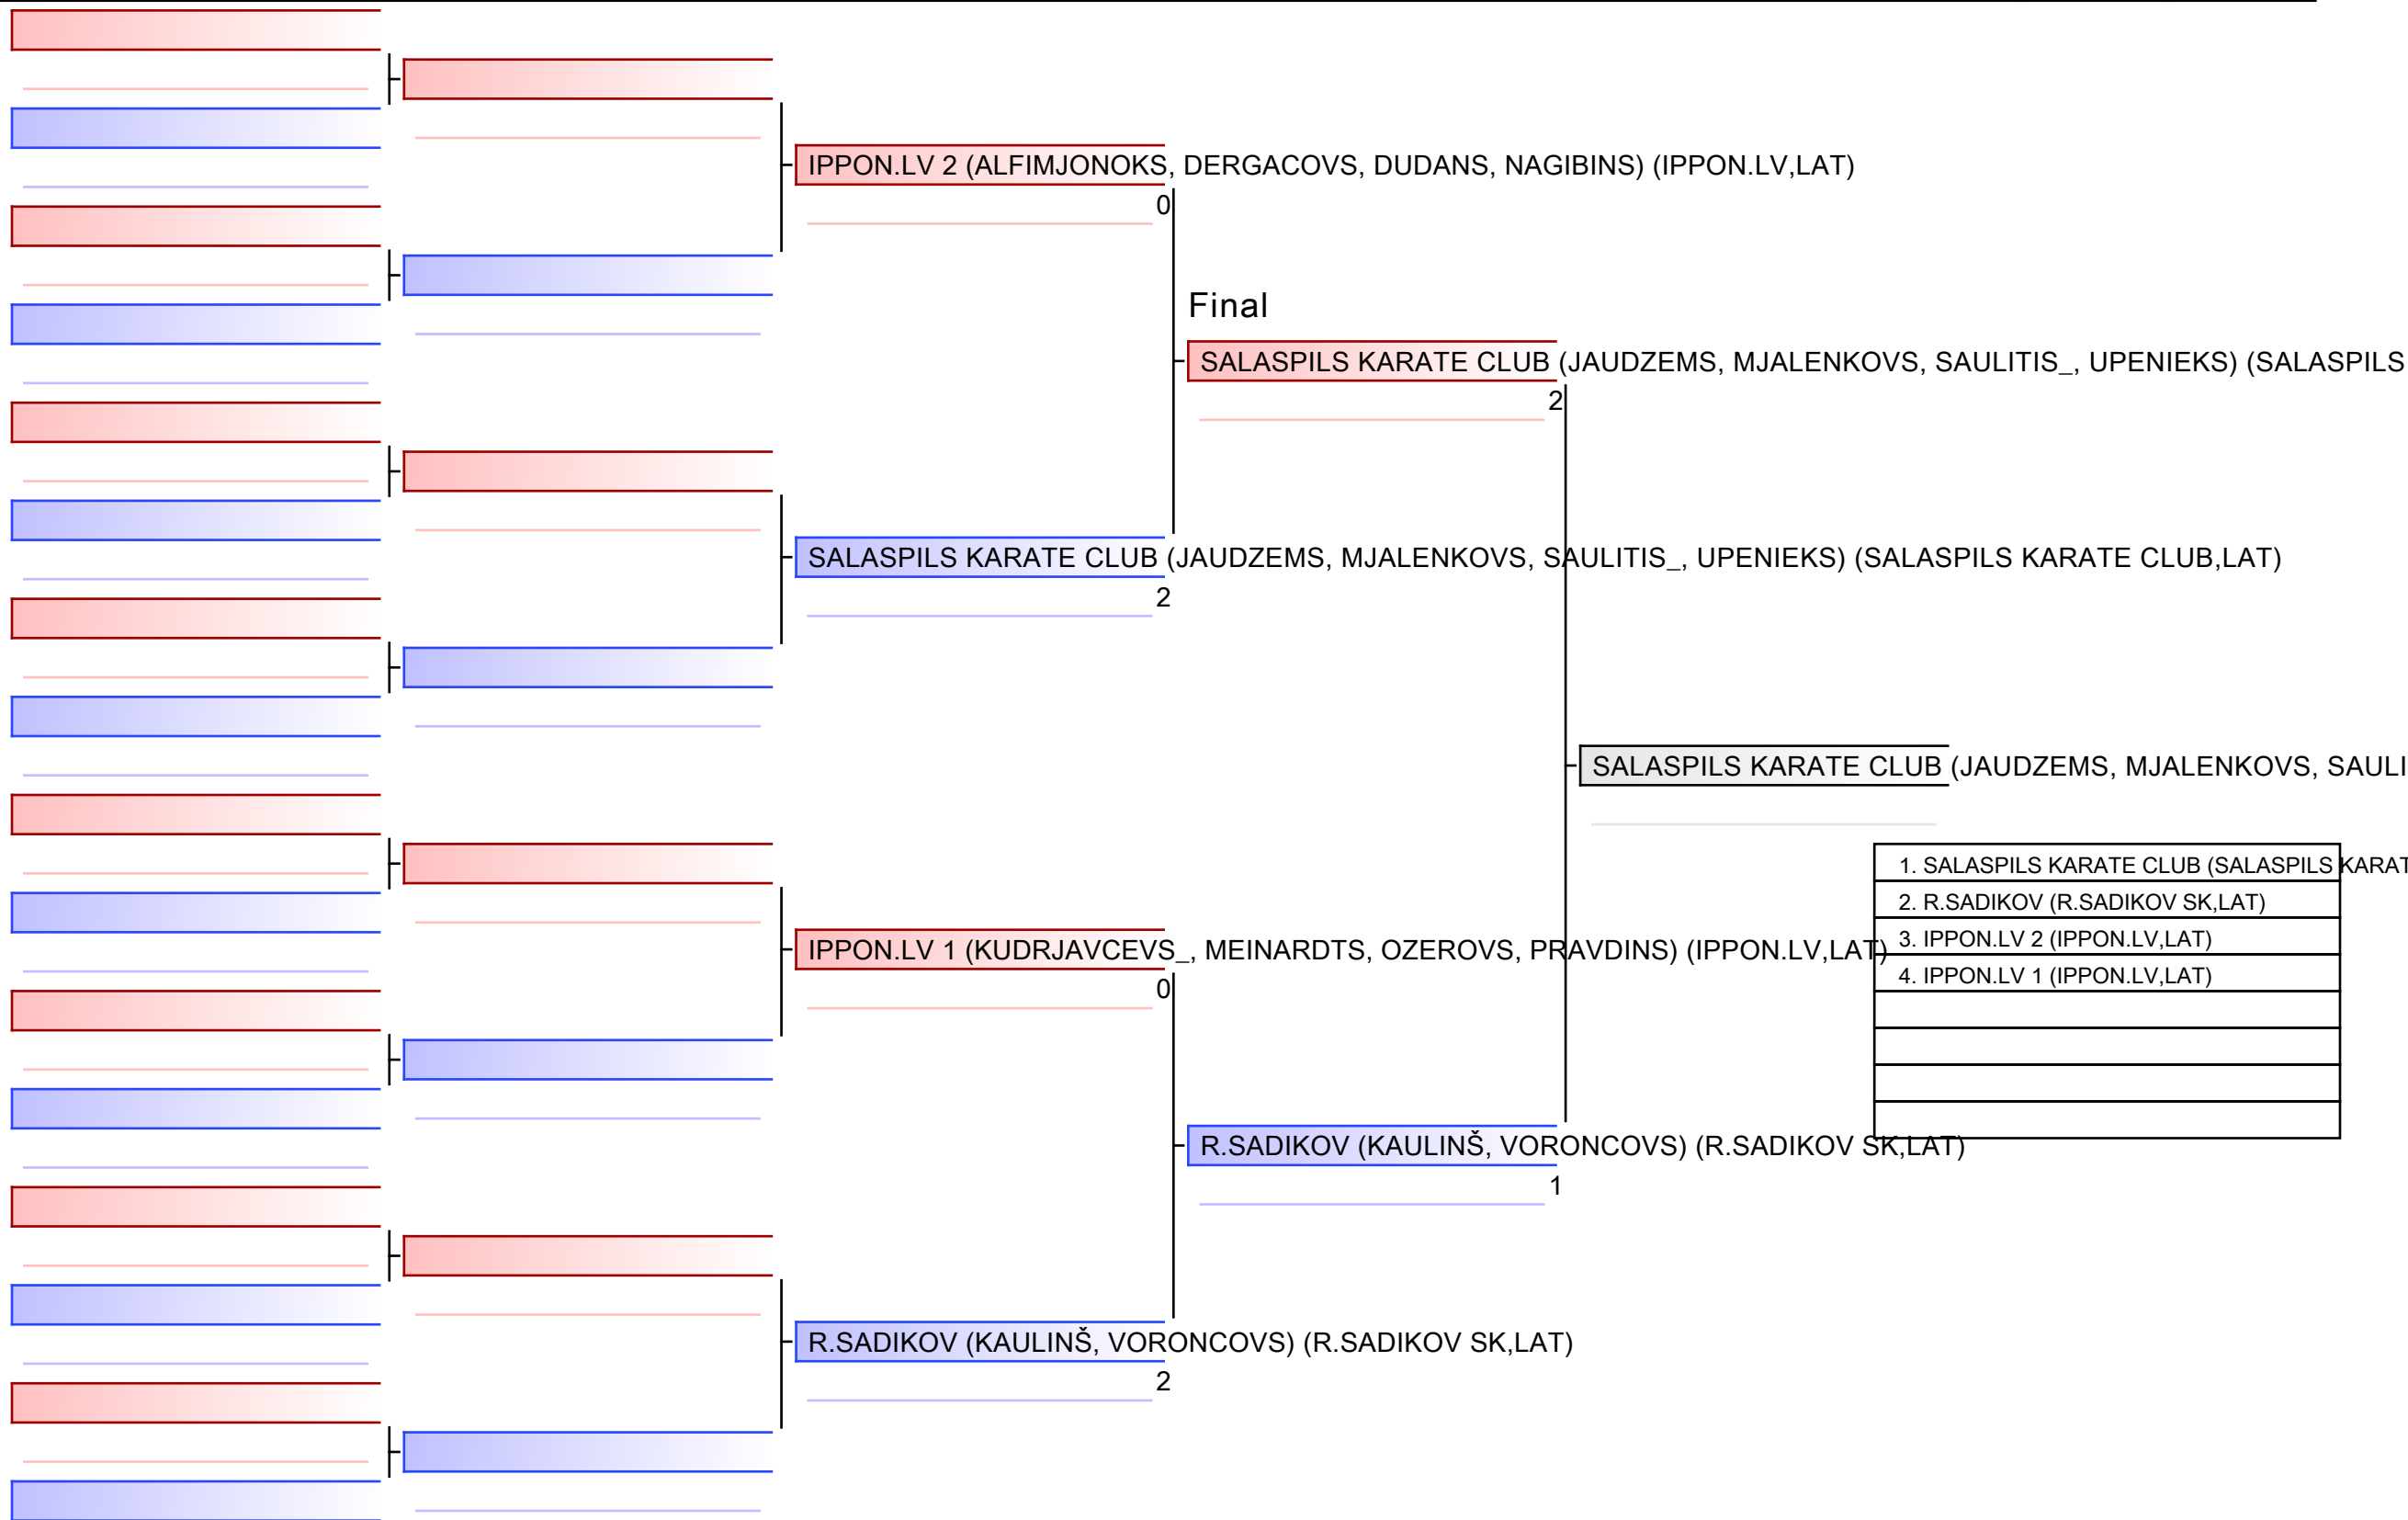 IPPON.LV 2 (ALFIMJONOKS, DERGACOVS, DUDANS, NAGIBINS) (IPPON.LV,LAT)
0
Final
SALASPILS KARATE CLUB (JAUDZEMS, MJALENKOVS, SAULITIS_, UPENIEKS) (SALASPILS
2
SALASPILS KARATE CLUB (JAUDZEMS, MJALENKOVS, SAULITIS_, UPENIEKS) (SALASPILS KARATE CLUB,LAT)
2
SALASPILS KARATE CLUB (JAUDZEMS, MJALENKOVS, SAULI
1. SALASPILS KARATE CLUB (SALASPILS KARAT
2. R.SADIKOV (R.SADIKOV SK,LAT)
3. IPPON.LV 2 (IPPON.LV,LAT)
4. IPPON.LV 1 (IPPON.LV,LAT)
IPPON.LV 1 (KUDRJAVCEVS_, MEINARDTS, OZEROVS, PRAVDINS) (IPPON.LV,LAT)
0
R.SADIKOV (KAULINŠ, VORONCOVS) (R.SADIKOV SK,LAT)
1
R.SADIKOV (KAULINŠ, VORONCOVS) (R.SADIKOV SK,LAT)
2